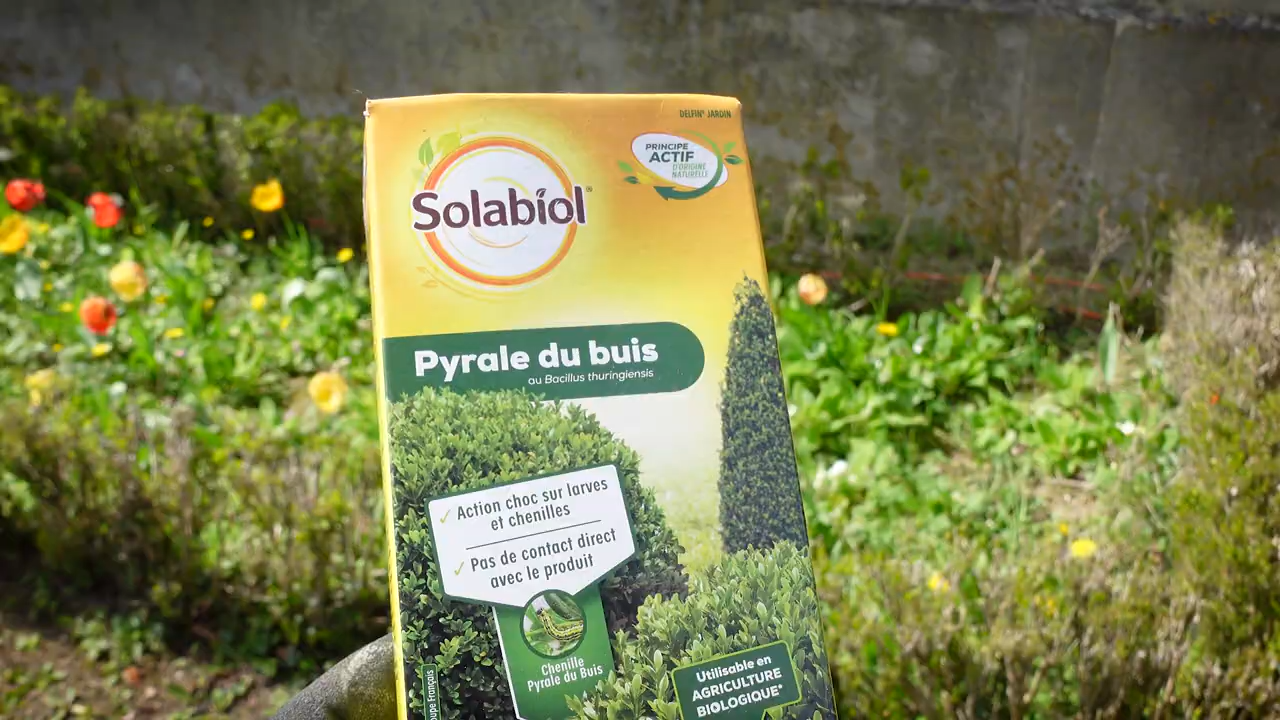 DELFIN® JARDIN
PRINCIPE
ACTIF
D'ORIGINE
NATURELLE
Solabiol®
Pyrale du buis
au Bacillus thuringiensis
✓ Action choc sur larves
et chenilles
✓ Pas de contact direct
avec le produit
Chenille
Pyrale du Buis
Utilisable en
AGRICULTURE
BIOLOGIQUE*
Français